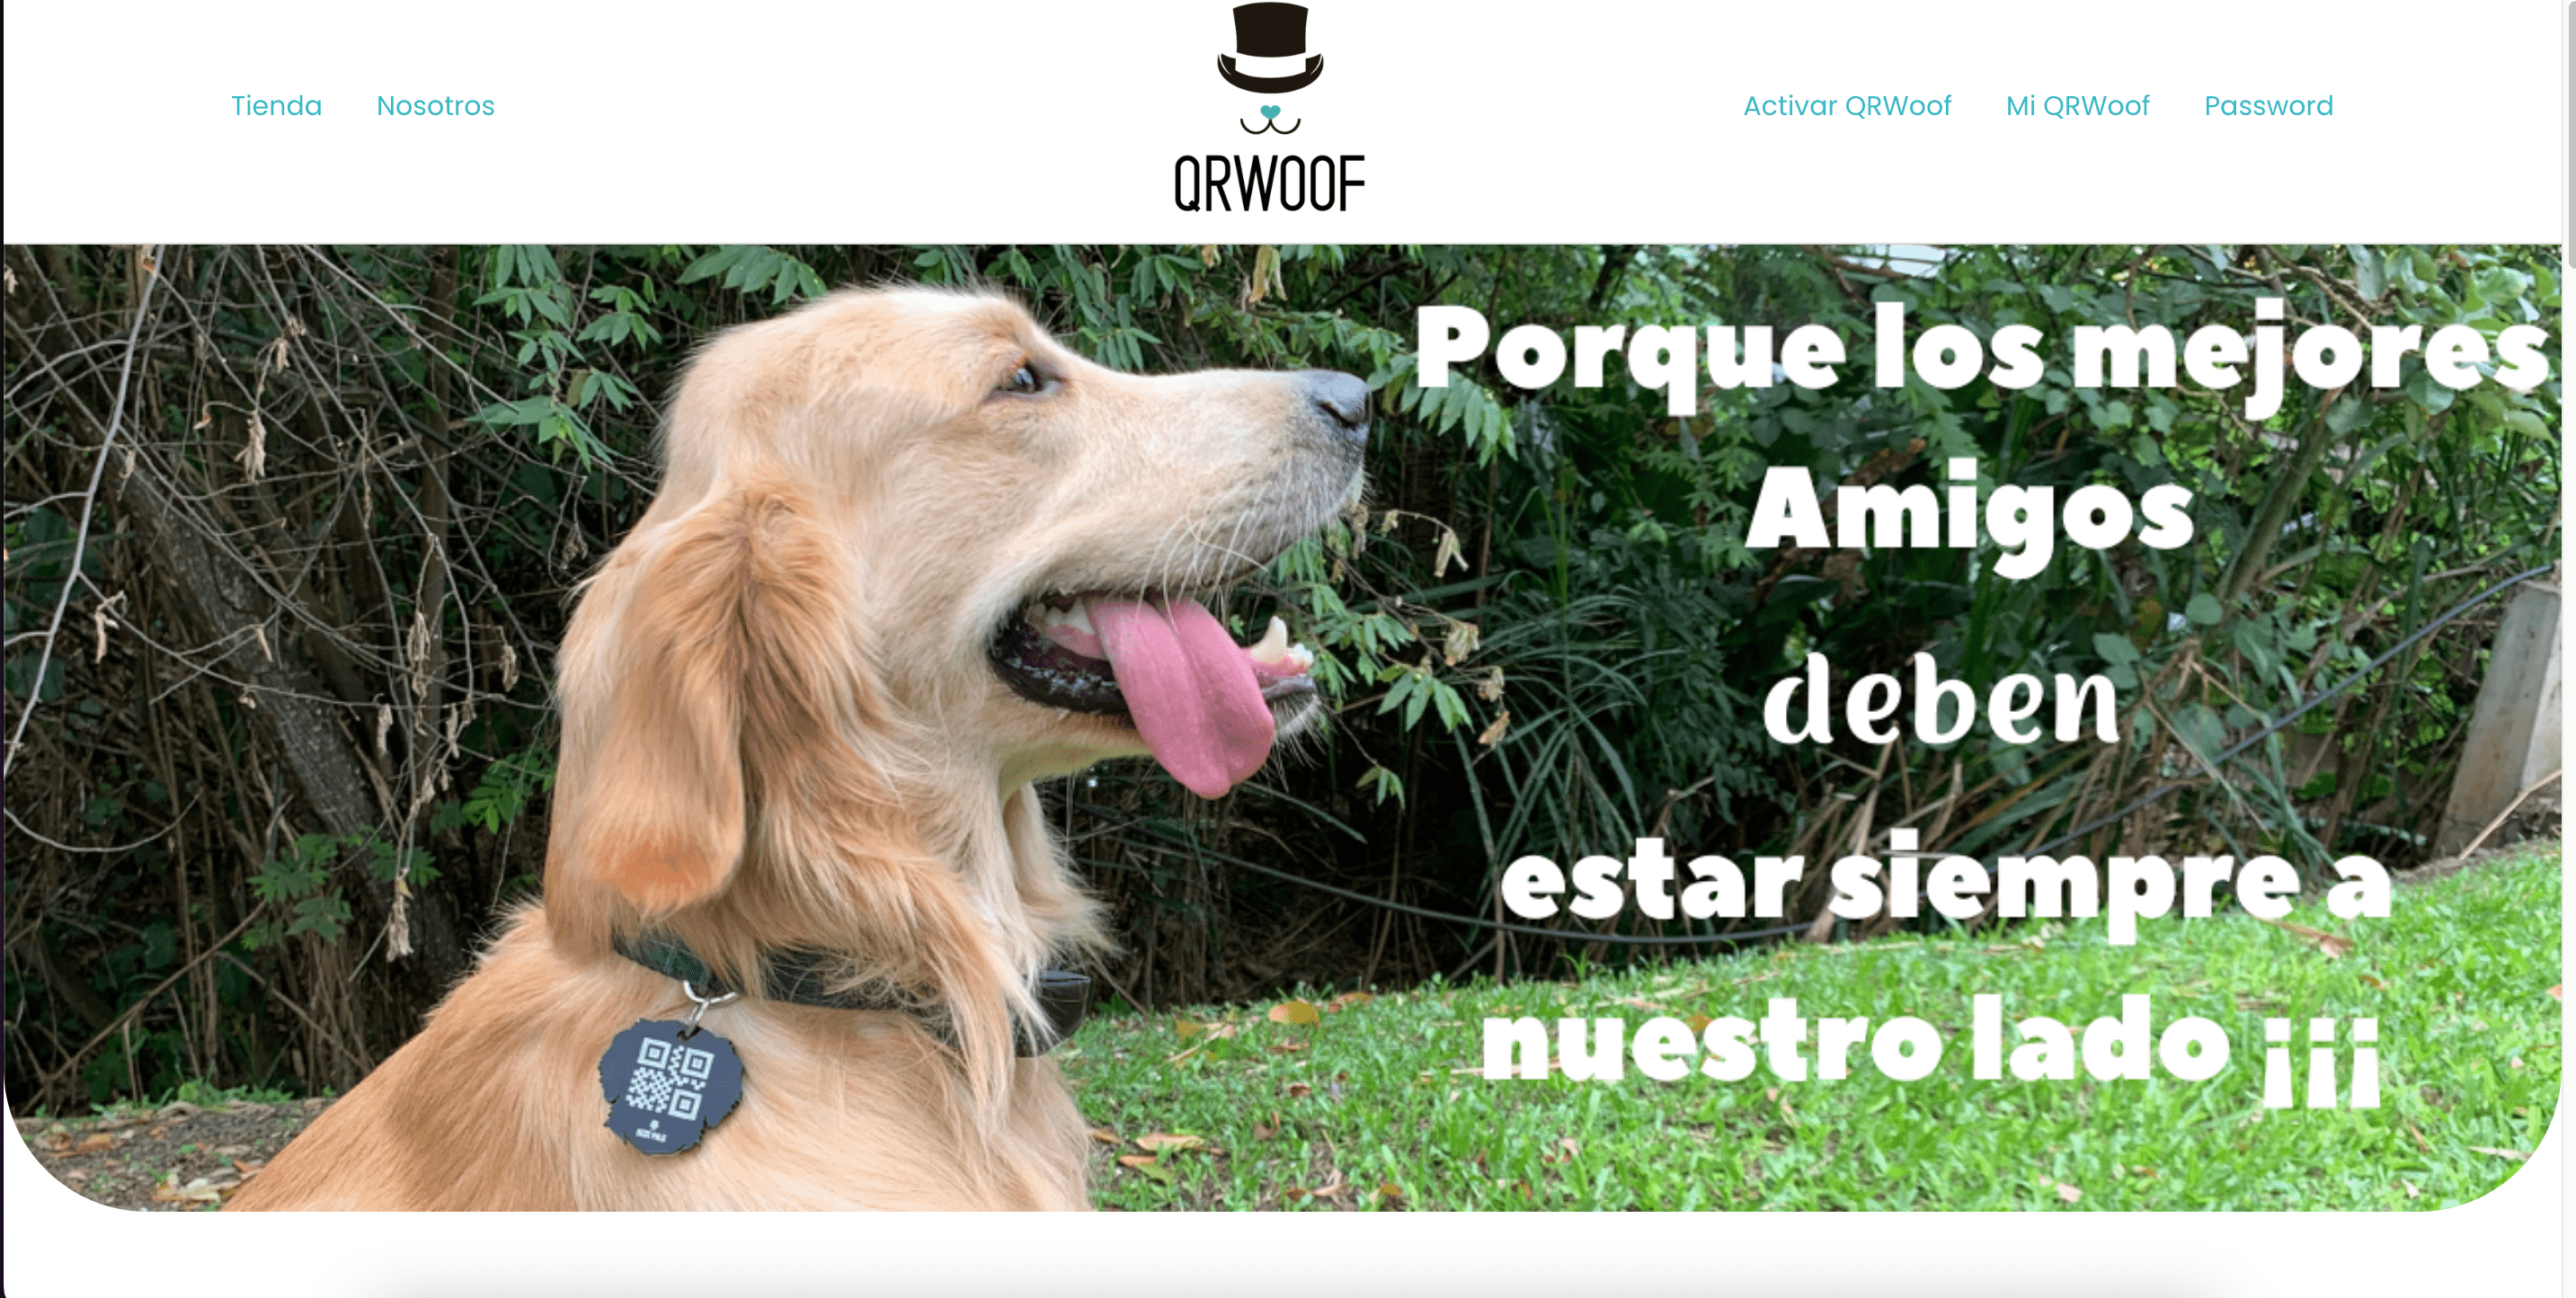 Tienda Nosotros
QRWOOF
Activar QRWoof Mi QRWoof Password
Porque los mejores
Amigos
deben
estar siempre a
nuestro lado ¡¡¡